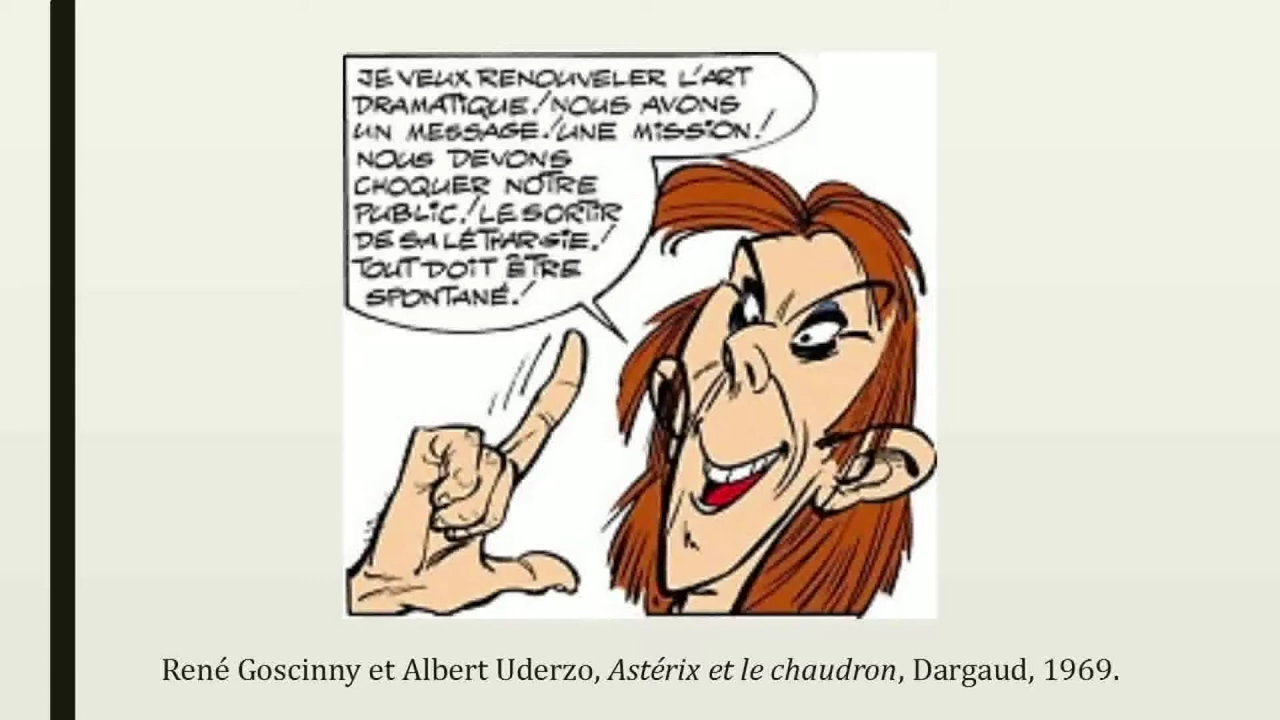 JE VEUX RENOUVELER L'ART
DRAMATIQUE! NOUS AVONS
UN MESSAGE! UNE MISSION!
NOUS DEVONS
CHOQUER NOTRE
PUBLIC! LE SORTIR
DE SA LÉTHARGIE!
TOUT DOIT ÊTRE
SPONTANÉ!
René Goscinny et Albert Uderzo, Astérix et le chaudron, Dargaud, 1969.